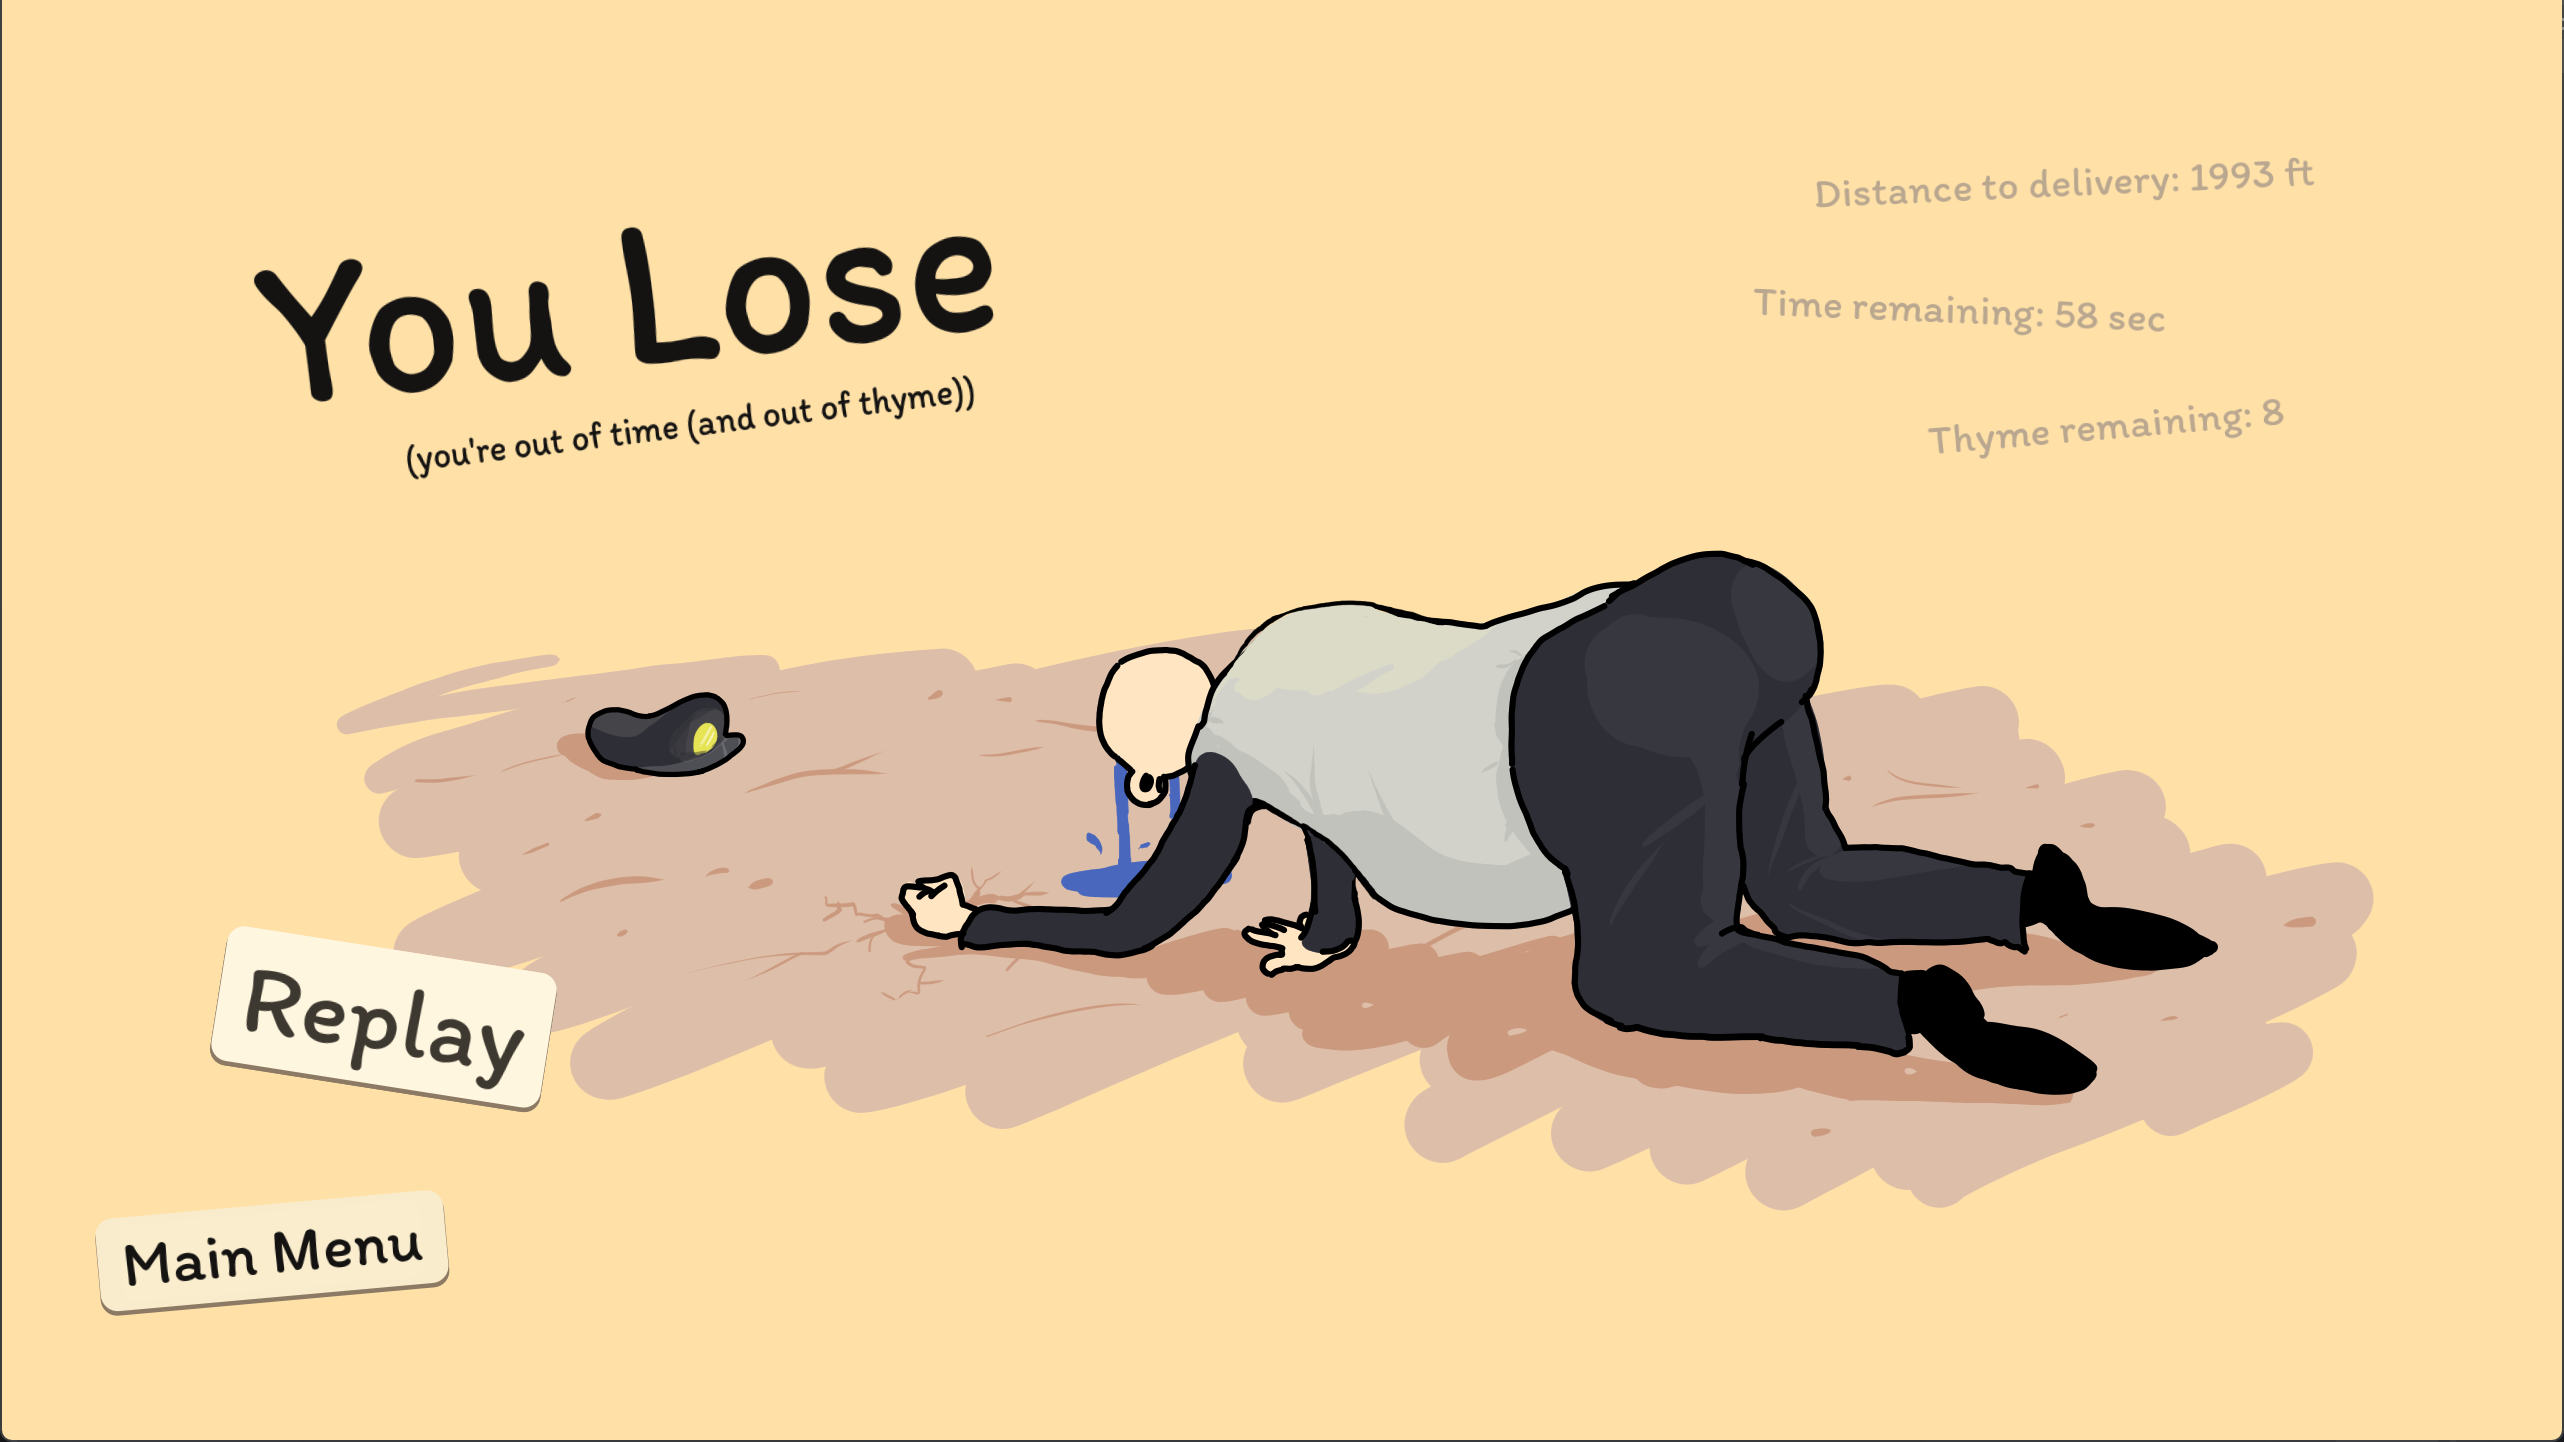 You Lose
(you're out of time (and out of thyme))
Distance to delivery: 1993 ft
Time remaining: 58 sec
Thyme remaining: 8
Replay
Main Menu